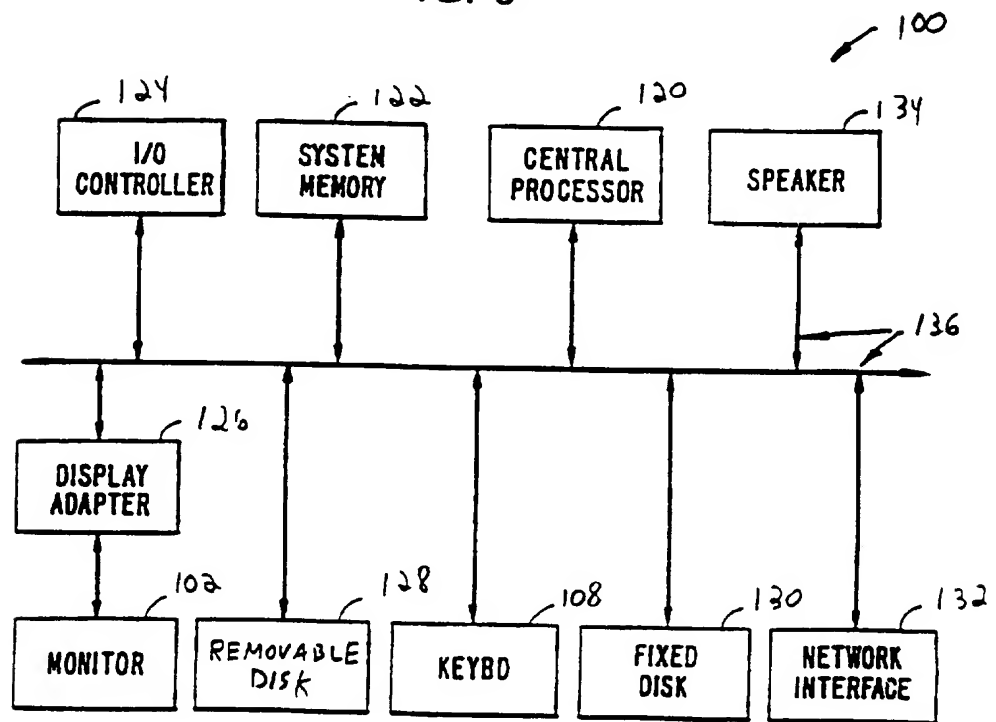 100
124
122
120
134
I/O
CONTROLLER
SYSTEM
MEMORY
CENTRAL
PROCESSOR
SPEAKER
136
126
DISPLAY
ADAPTER
102
128
108
130
132
MONITOR
REMOVABLE
DISK
KEYBD
FIXED
DISK
NETWORK
INTERFACE